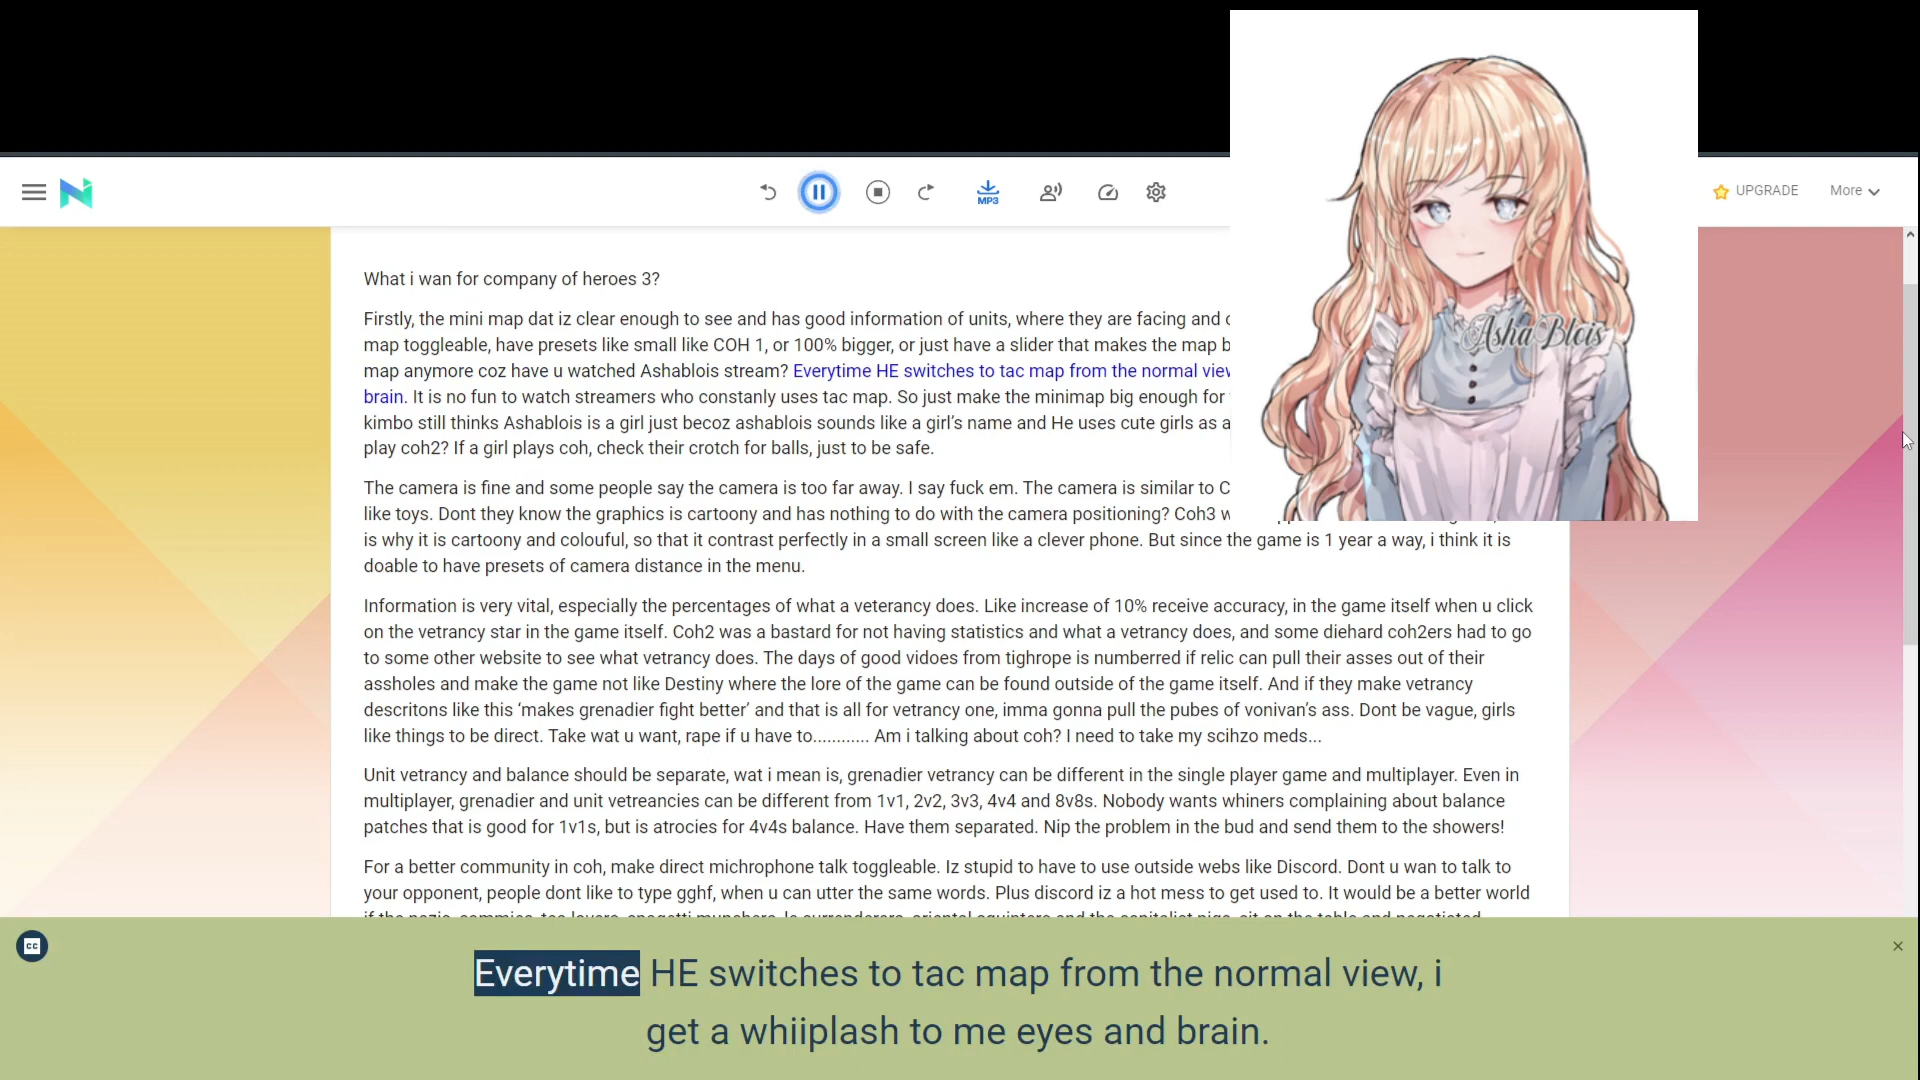 MP3
UPGRADE
More
What i wan for company of heroes 3?
Firstly, the mini map dat iz clear enough to see and has good information of units, where they are facing and
map toggleable, have presets like small like COH 1, or 100% bigger, or just have a slider that makes the map
map anymore coz have u watched Ashablois stream? Everytime HE switches to tac map from the normal view
brain. It is no fun to watch streamers who constanly uses tac map. So just make the minimap big enough for
kimbo still thinks Ashablois is a girl just becoz ashablois sounds like a girl's name and He uses cute girls as a
play coh2? If a girl plays coh, check their crotch for balls, just to be safe.
The camera is fine and some people say the camera is too far away. I say fuck em. The camera is similar to
like toys. Dont they know the graphics is cartoony and has nothing to do with the camera positioning? Coh3
is why it is cartoony and colouful, so that it contrast perfectly in a small screen like a clever phone. But since the game is 1 year a way, i think it is
doable to have presets of camera distance in the menu.
Information is very vital, especially the percentages of what a veterancy does. Like increase of 10% receive accuracy, in the game itself when u click
on the vetrancy star in the game itself. Coh2 was a bastard for not having statistics and what a vetrancy does, and some diehard coh2ers had to go
to some other website to see what vetrancy does. The days of good vidoes from tighrope is numberred if relic can pull their asses out of their
assholes and make the game not like Destiny where the lore of the game can be found outside of the game itself. And if they make vetrancy
descritons like this ‘makes grenadier fight better’ and that is all for vetrancy one, imma gonna pull the pubes of vonivan’s ass. Dont be vague, girls
like things to be direct. Take wat u want, rape if u have to............ Am i talking about coh? I need to take my scihzo meds...
Unit vetrancy and balance should be separate, wat i mean is, grenadier vetrancy can be different in the single player game and multiplayer. Even in
multiplayer, grenadier and unit vetreancies can be different from 1v1, 2v2, 3v3, 4v4 and 8v8s. Nobody wants whiners complaining about balance
patches that is good for 1v1s, but is atrocies for 4v4s balance. Have them separated. Nip the problem in the bud and send them to the showers!
For a better community in coh, make direct michrophone talk toggleable. Iz stupid to have to use outside webs like Discord. Dont u wan to talk to
your opponent, people dont like to type gghf, when u can utter the same words. Plus discord iz a hot mess to get used to. It would be a better world
Asha Blois
CC
Everytime HE switches to tac map from the normal view, i
get a whiiplash to me eyes and brain.